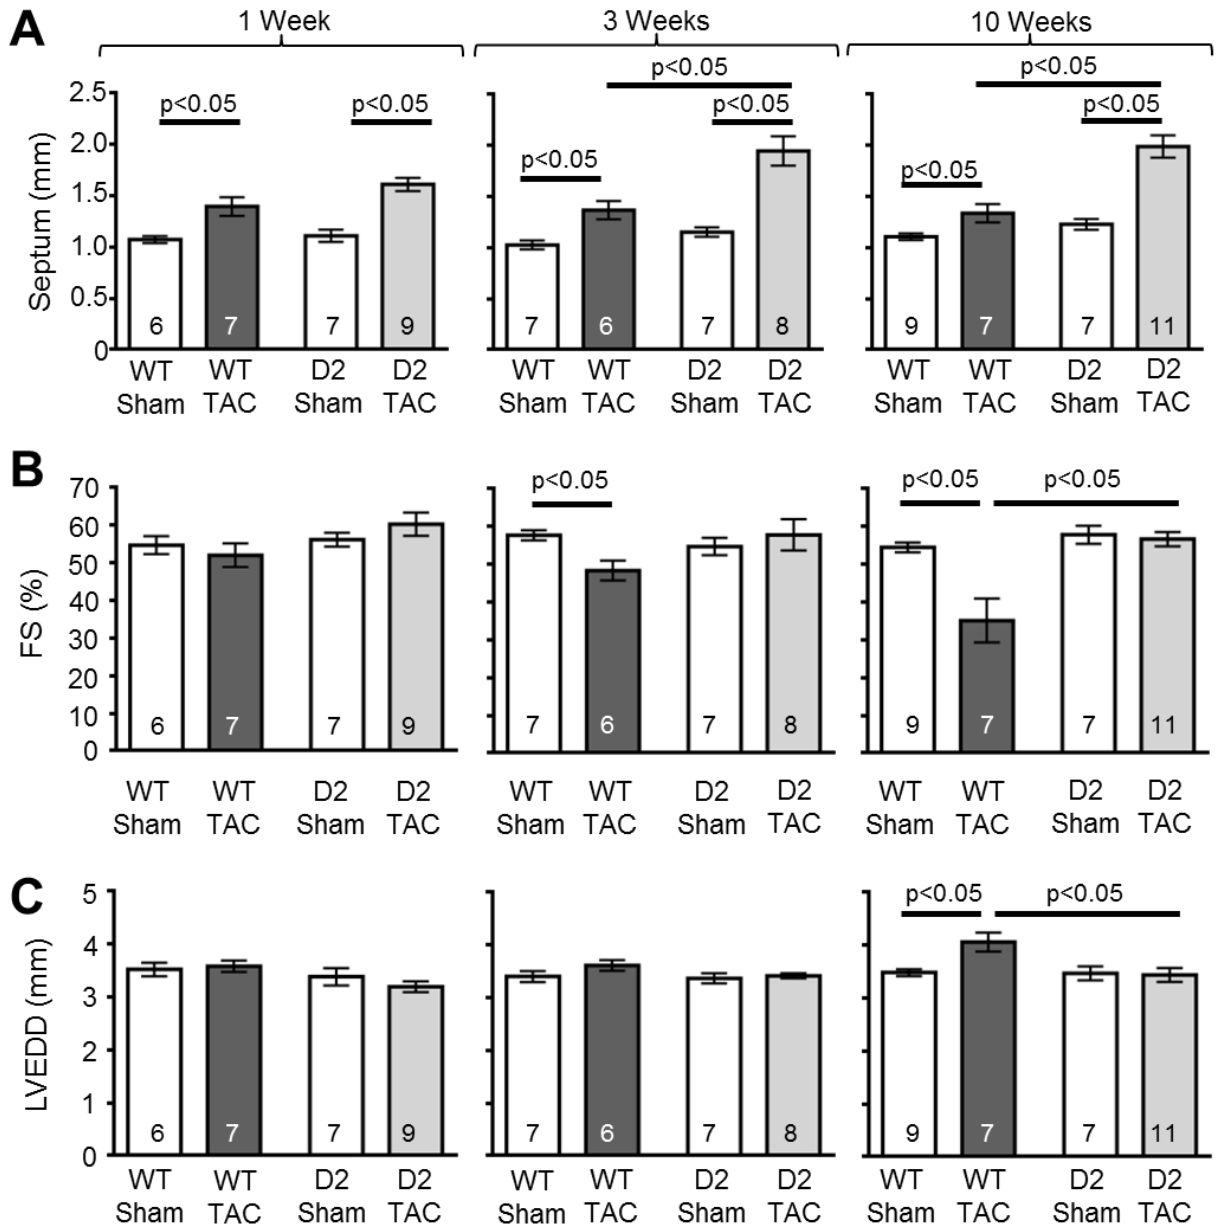 A
1 Week
3 Weeks
10 Weeks
p<0.05
p<0.05
p<0.05 p<0.05
p<0.05
p<0.05
p<0.05
p<0.05
Septum (mm)
2.5
2.0
1.5
1.0
0.5
0
6 7 7 9
7 6 7 8
9 7 7 11
WT WT D2 D2
Sham TAC Sham TAC
WT WT D2 D2
Sham TAC Sham TAC
WT WT D2 D2
Sham TAC Sham TAC
B
p<0.05
p<0.05 p<0.05
FS (%)
70
60
50
40
30
20
10
0
6 7 7 9
7 6 7 8
9 7 7 11
WT WT D2 D2
Sham TAC Sham TAC
WT WT D2 D2
Sham TAC Sham TAC
WT WT D2 D2
Sham TAC Sham TAC
C
p<0.05 p<0.05
LVEDD (mm)
5
4
3
2
1
0
6 7 7 9
7 6 7 8
9 7 7 11
WT WT D2 D2
Sham TAC Sham TAC
WT WT D2 D2
Sham TAC Sham TAC
WT WT D2 D2
Sham TAC Sham TAC